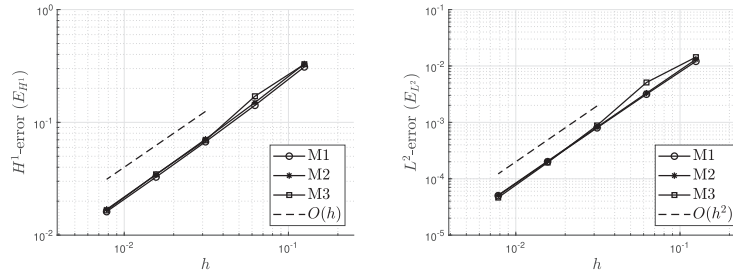 10^0
10^{-1}
10^{-2}
H^1-error (E_{H^1})
10^{-2}
10^{-1}
h
M1
M2
M3
O(h)
10^{-1}
10^{-2}
10^{-3}
10^{-4}
10^{-5}
L^2-error (E_{L^2})
10^{-2}
10^{-1}
h
M1
M2
M3
O(h^2)